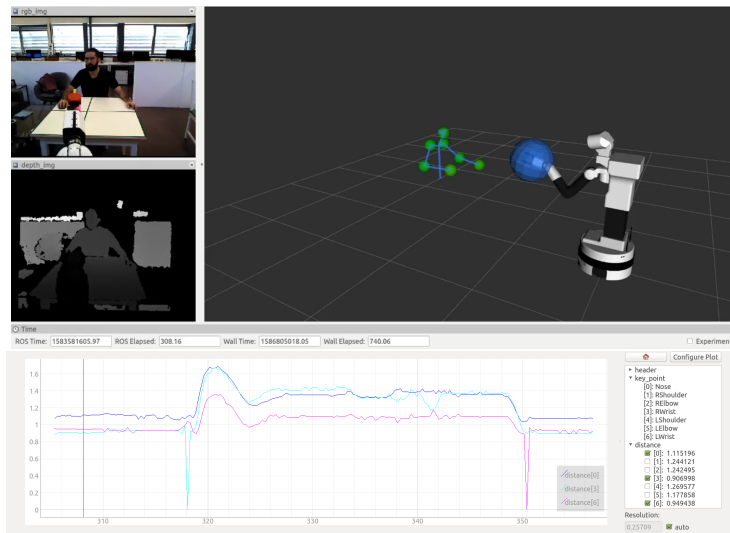 rgb_img
depth_img
Time
ROS Time: 1583581605.97 ROS Elapsed: 308.16 Wall Time: 1586805018.05 Wall Elapsed: 740.06 Experimen
Configure Plot
header
key_point
[0]: Nose
[1]: RShoulder
[2]: RElbow
[3]: RWrist
[4]: LShoulder
[5]: LElbow
[6]: LWrist
distance
[0]: 1.115196
[1]: 1.244121
[2]: 1.242495
[3]: 0.906998
[4]: 1.269577
[5]: 1.177858
[6]: 0.949438
Resolution:
0.25709 auto
1.6
1.4
1.2
1
0.8
0.6
0.4
0.2
0
310 320 330 340 350
distance[0]
distance[3]
distance[6]